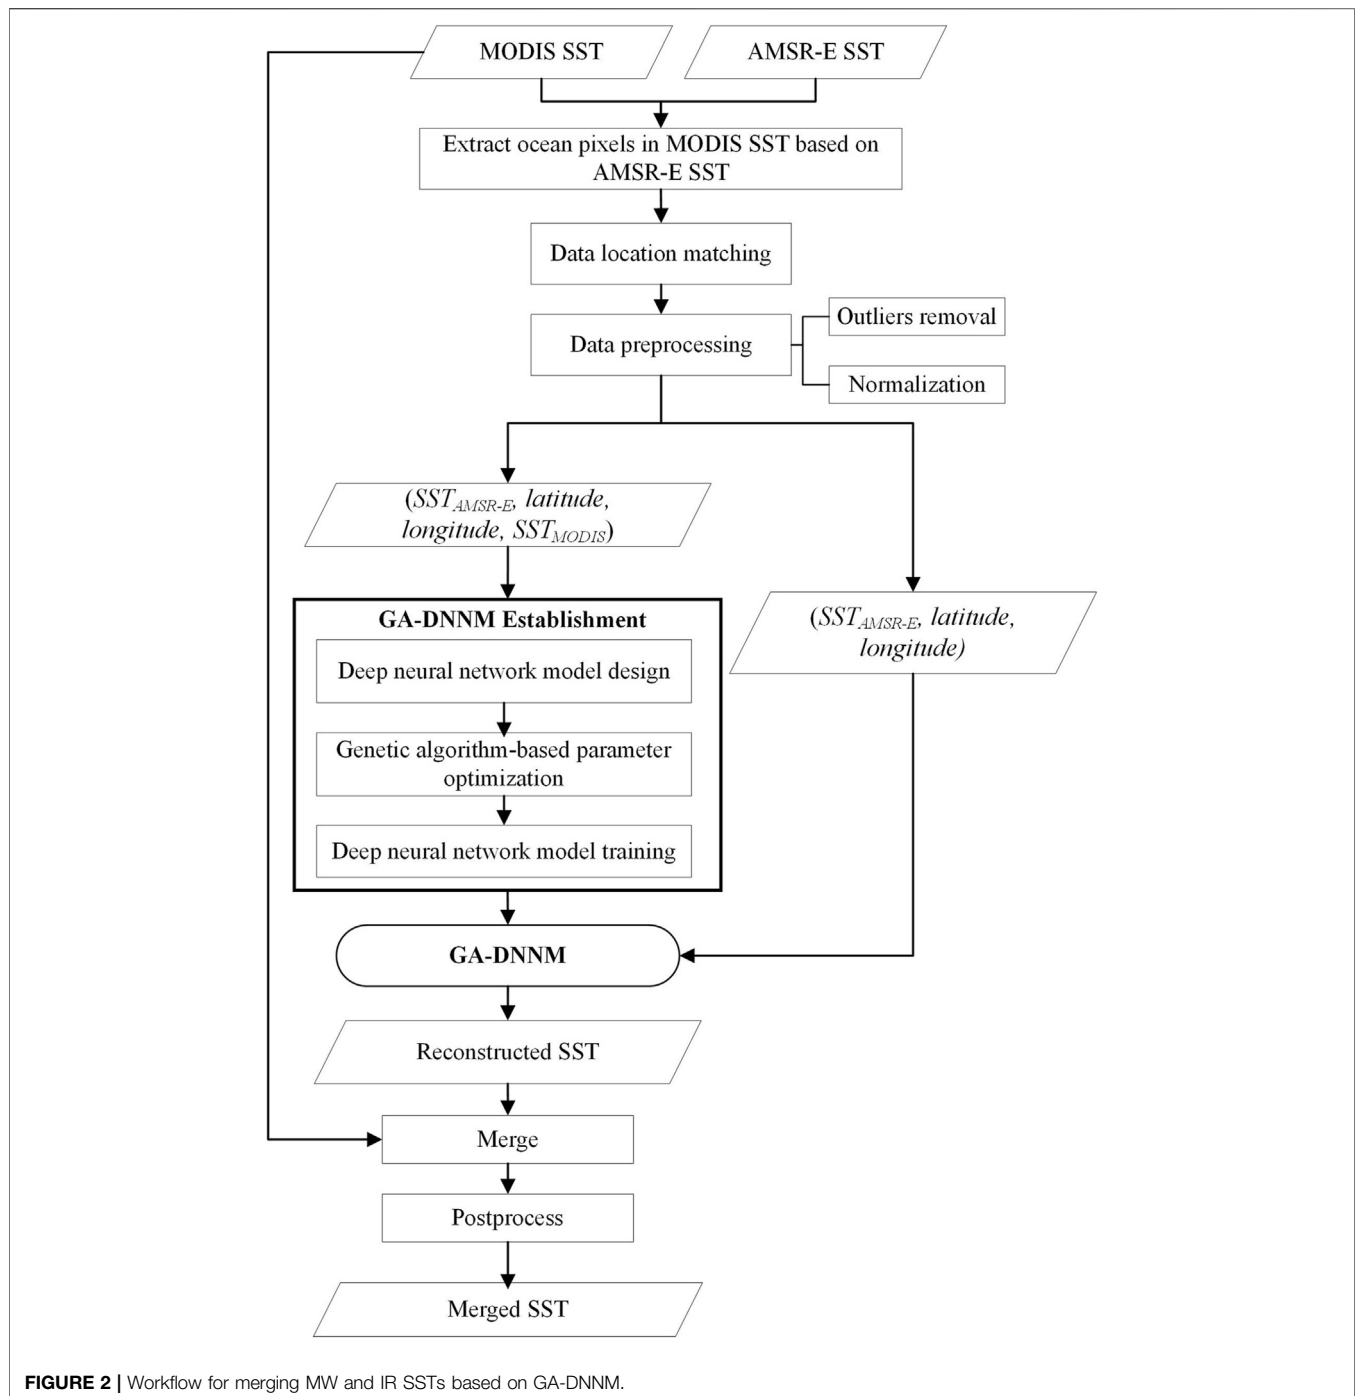 MODIS SST
AMSR-E SST
Extract ocean pixels in MODIS SST based on
AMSR-E SST
Data location matching
Data preprocessing
Outliers removal
Normalization
(SST_AMSR-E, latitude,
longitude, SST_MODIS)
(SST_AMSR-E, latitude,
longitude)
GA-DNNM Establishment
Deep neural network model design
Genetic algorithm-based parameter
optimization
Deep neural network model training
GA-DNNM
Reconstructed SST
Merge
Postprocess
Merged SST
FIGURE 2 | Workflow for merging MW and IR SSTs based on GA-DNNM.